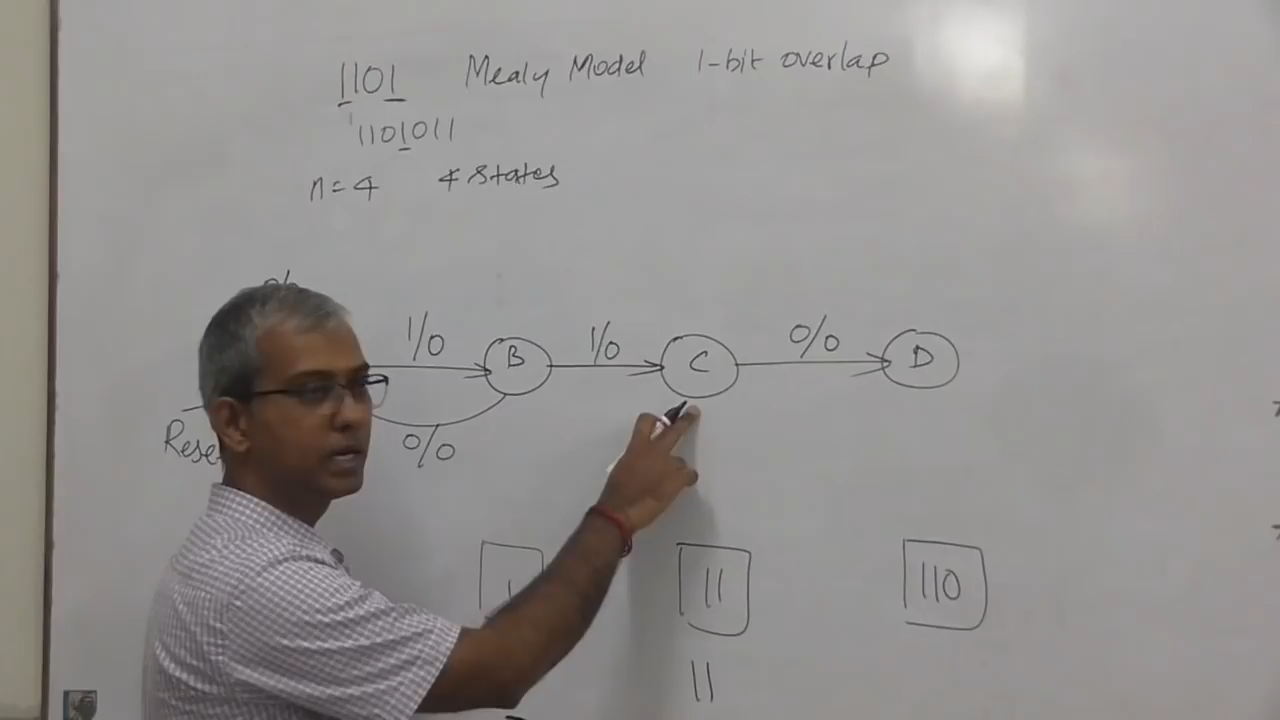 1101 Mealy Model 1-bit overlap
1101011
n=4 4 States
1/0 B 1/0 C 0/0 D
0/0
Rese
11 110
11